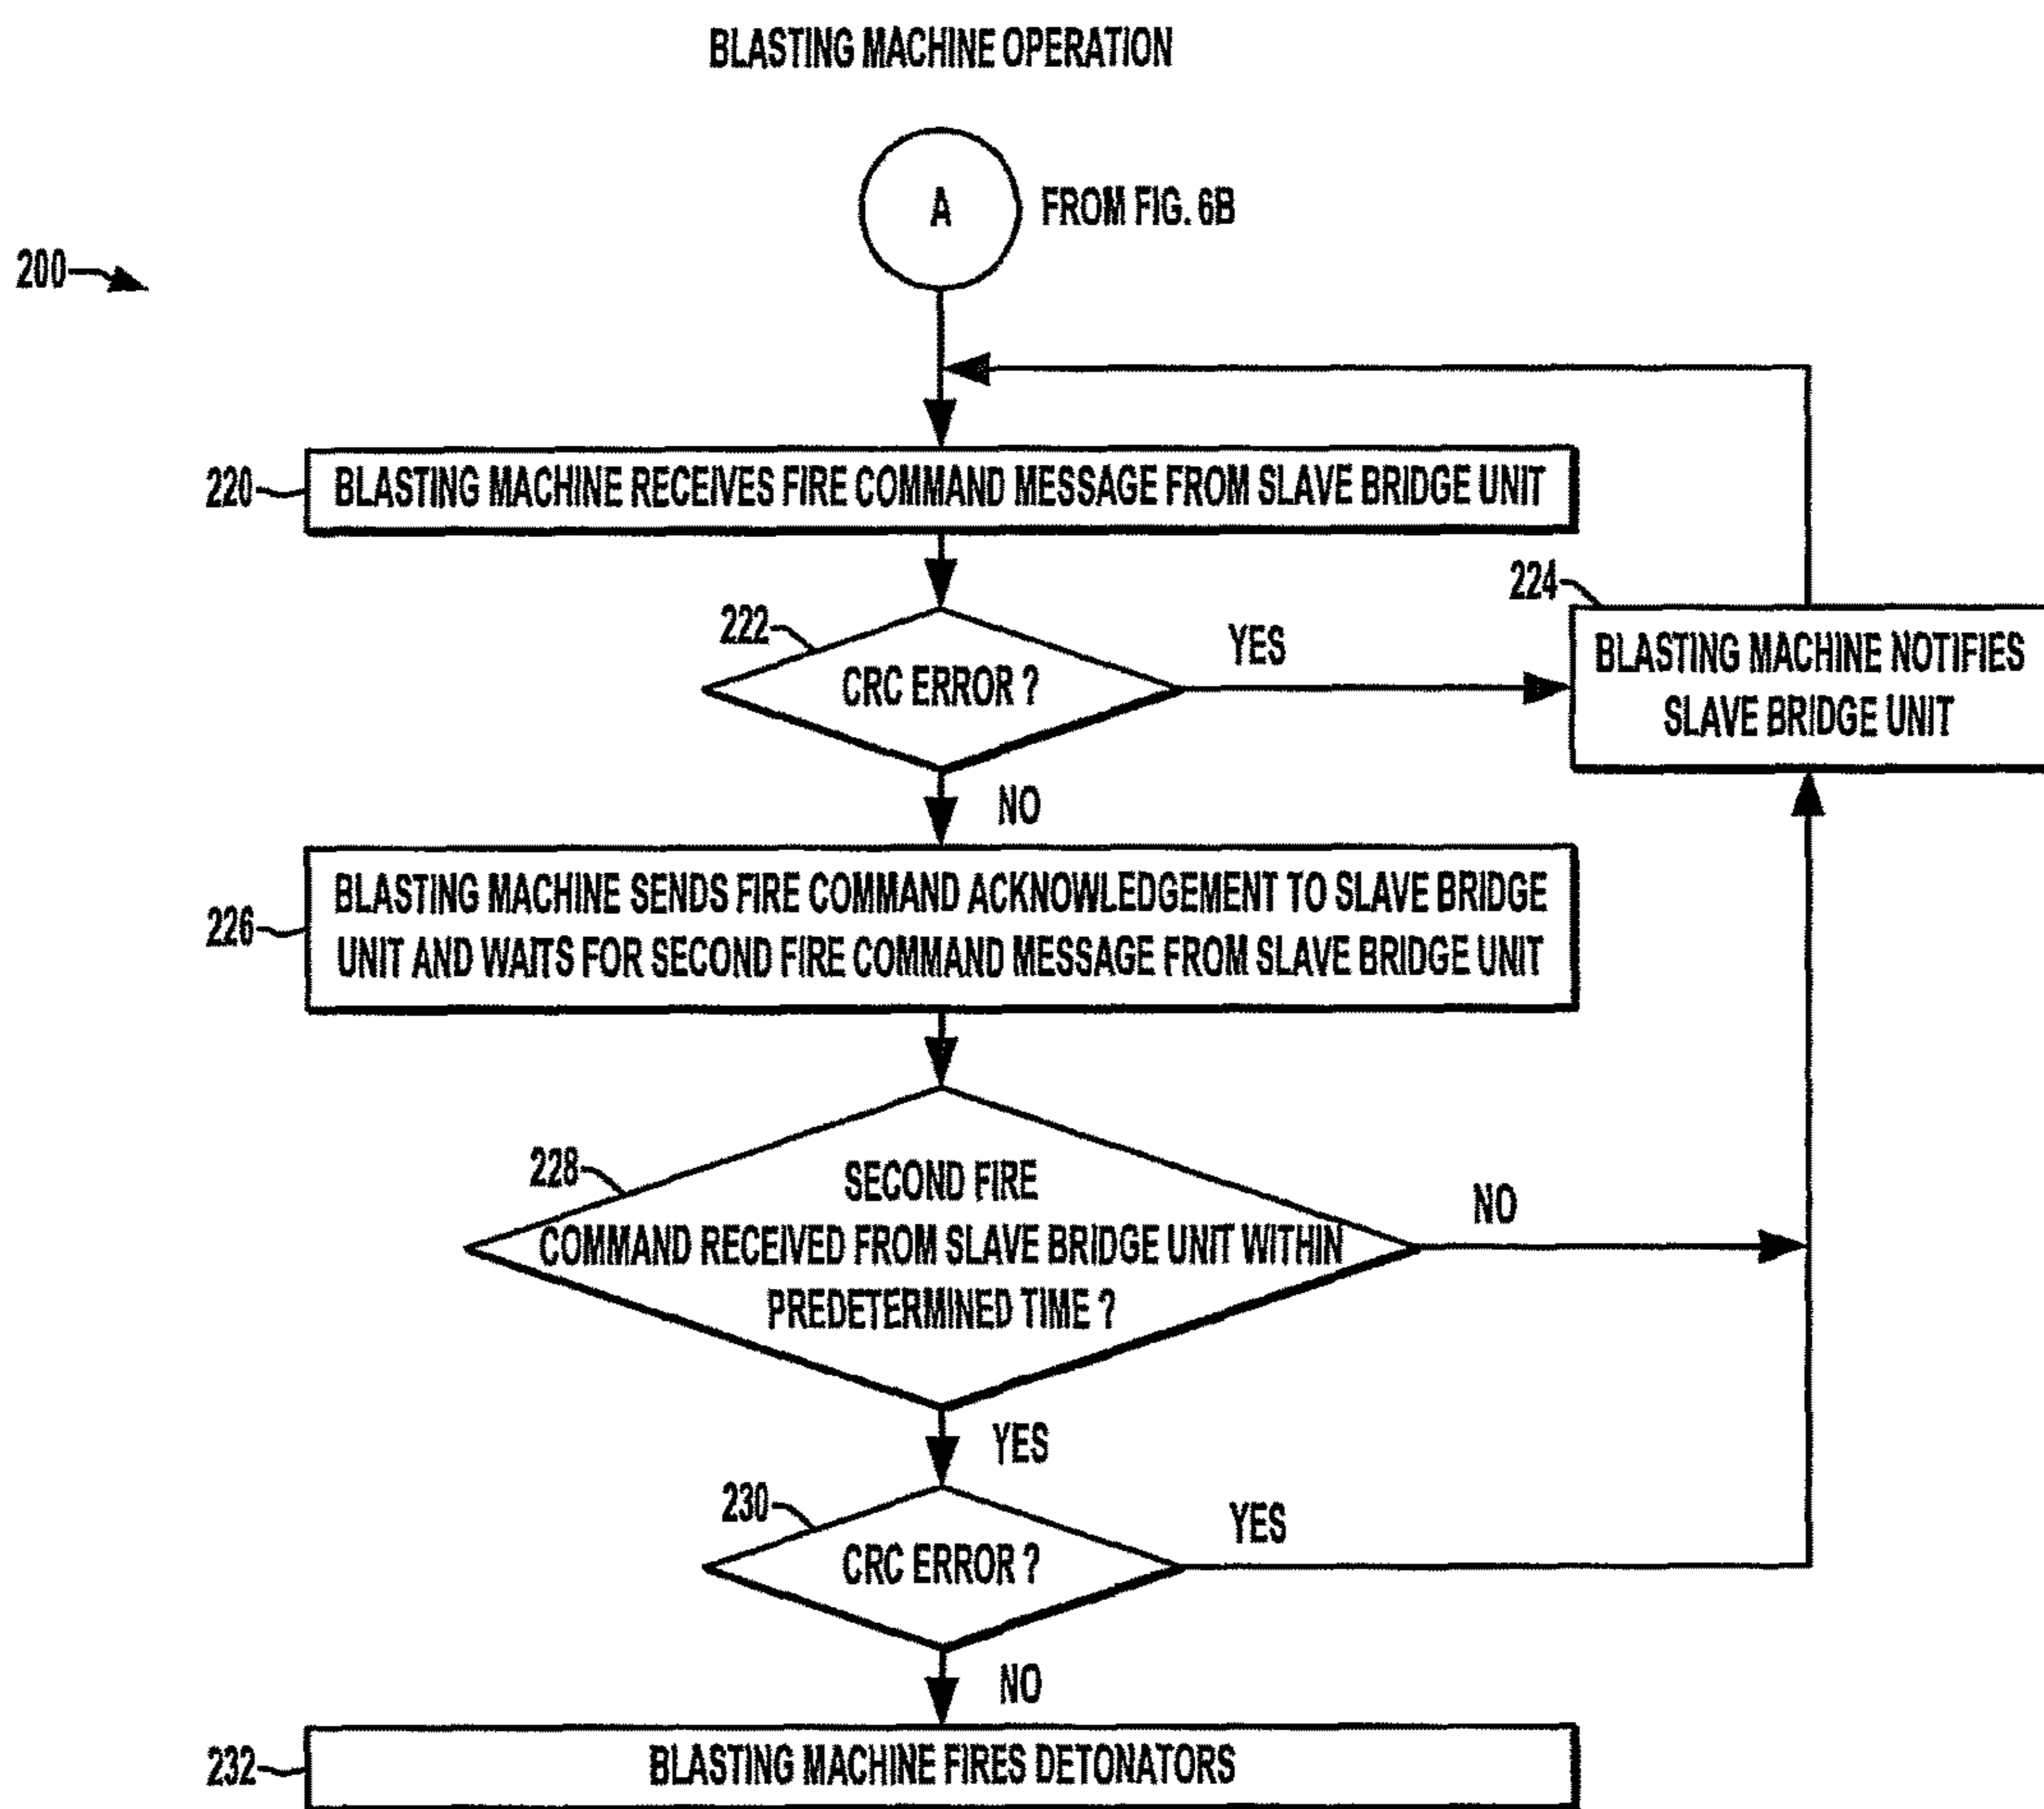 BLASTING MACHINE OPERATION
A
FROM FIG. 6B
200
220
BLASTING MACHINE RECEIVES FIRE COMMAND MESSAGE FROM SLAVE BRIDGE UNIT
222
CRC ERROR ?
YES
224
BLASTING MACHINE NOTIFIES
SLAVE BRIDGE UNIT
NO
226
BLASTING MACHINE SENDS FIRE COMMAND ACKNOWLEDGEMENT TO SLAVE BRIDGE
UNIT AND WAITS FOR SECOND FIRE COMMAND MESSAGE FROM SLAVE BRIDGE UNIT
228
SECOND FIRE
COMMAND RECEIVED FROM SLAVE BRIDGE UNIT WITHIN
PREDETERMINED TIME ?
NO
YES
230
CRC ERROR ?
YES
NO
232
BLASTING MACHINE FIRES DETONATORS